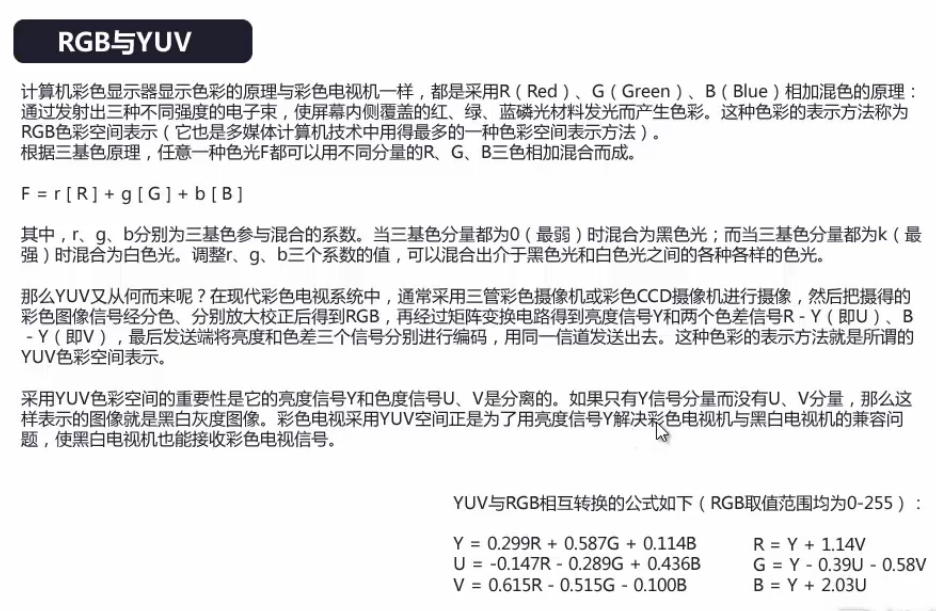 RGB与YUV
计算机彩色显示器显示色彩的原理与彩色电视机一样，都是采用R（Red）、G（Green）、B（Blue）相加混色的原理：
通过发射出三种不同强度的电子束，使屏幕内侧覆盖的红、绿、蓝磷光材料发光而产生色彩。这种色彩的表示方法称为
RGB色彩空间表示（它也是多媒体计算机技术中用得最多的一种色彩空间表示方法）。
根据三基色原理，任意一种色光F都可以用不同分量的R、G、B三色相加混合而成。
F = r [ R ] + g [ G ] + b [ B ]
其中，r、g、b分别为三基色参与混合的系数。当三基色分量都为0（最弱）时混合为黑色光；而当三基色分量都为k（最
强）时混合为白色光。调整r、g、b三个系数的值，可以混合出介于黑色光和白色光之间的各种各样的色光。
那么YUV又从何而来呢？在现代彩色电视系统中，通常采用三管彩色摄像机或彩色CCD摄像机进行摄像，然后把摄得的
彩色图像信号经分色、分别放大校正后得到RGB，再经过矩阵变换电路得到亮度信号Y和两个色差信号R－Y（即U）、B
－Y（即V），最后发送端将亮度和色差三个信号分别进行编码，用同一信道发送出去。这种色彩的表示方法就是所谓的
YUV色彩空间表示。
采用YUV色彩空间的重要性是它的亮度信号Y和色度信号U、V是分离的。如果只有Y信号分量而没有U、V分量，那么这
样表示的图像就是黑白灰度图像。彩色电视采用YUV空间正是为了用亮度信号Y解决彩色电视机与黑白电视机的兼容问
题，使黑白电视机也能接收彩色电视信号。
YUV与RGB相互转换的公式如下（RGB取值范围均为0-255）：
Y = 0.299R + 0.587G + 0.114B R = Y + 1.14V
U = -0.147R - 0.289G + 0.436B G = Y - 0.39U - 0.58V
V = 0.615R - 0.515G - 0.100B B = Y + 2.03U